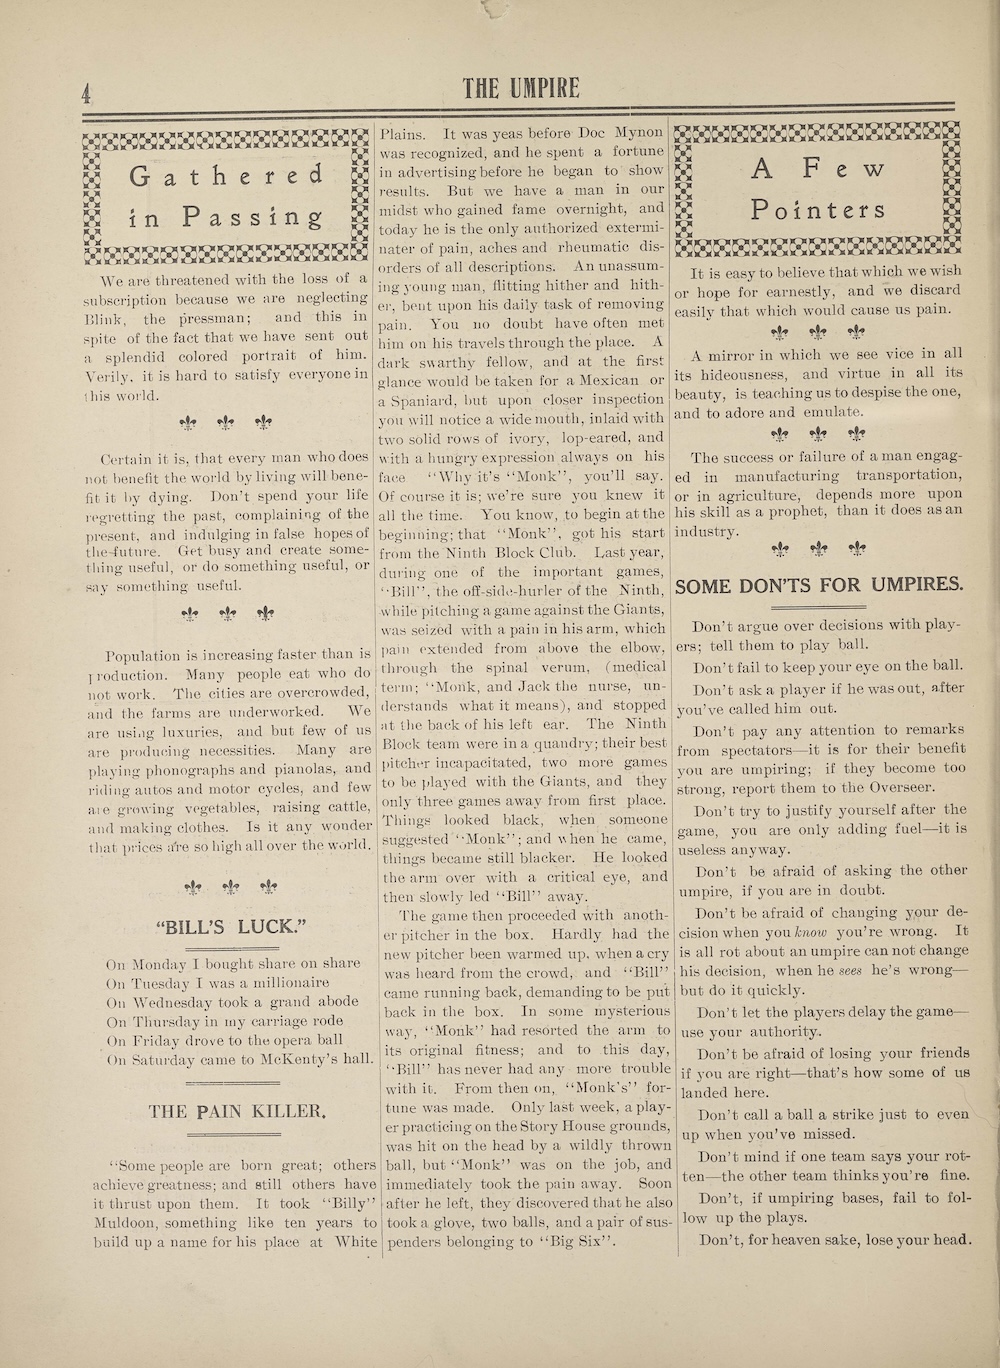 4
THE UMPIRE
Gathered
in Passing
We are threatened with the loss of a
subscription because we are neglecting
Blink, the pressman; and this in
spite of the fact that we have sent out
a splendid colored portrait of him.
Verily, it is hard to satisfy everyone in
this world.
Certain it is, that every man who does
not benefit the world by living will bene-
fit it by dying. Don't spend your life
regretting the past, complaining of the
present, and indulging in false hopes of
the future. Get busy and create some-
thing useful, or do something useful, or
say something useful.
Population is increasing faster than is
production. Many people eat who do
not work. The cities are overcrowded,
and the farms are underworked. We
are using luxuries, and but few of us
are producing necessities. Many are
playing phonographs and pianolas, and
riding autos and motor cycles, and few
are growing vegetables, raising cattle,
and making clothes. Is it any wonder
that prices are so high all over the world.
"BILL'S LUCK."
On Monday I bought share on share
On Tuesday I was a millionaire
On Wednesday took a grand abode
On Thursday in my carriage rode
On Friday drove to the opera ball
On Saturday came to McKenty's hall.
THE PAIN KILLER.
"Some people are born great; others
achieve greatness; and still others have
it thrust upon them. It took "Billy"
Muldoon, something like ten years to
build up a name for his place at White
Plains. It was yeas before Doc Mynon
was recognized, and he spent a fortune
in advertising before he began to show
results. But we have a man in our
midst who gained fame overnight, and
today he is the only authorized extermi-
nater of pain, aches and rheumatic dis-
orders of all descriptions. An unassum-
ing young man, flitting hither and hith-
er, bent upon his daily task of removing
pain. You no doubt have often met
him on his travels through the place. A
dark swarthy fellow, and at the first
glance would be taken for a Mexican or
a Spaniard, but upon closer inspection
you will notice a wide mouth, inlaid with
two solid rows of ivory, lop-eared, and
with a hungry expression always on his
face "Why it's "Monk", you'll say.
Of course it is; we're sure you knew it
all the time. You know, to begin at the
beginning; that "Monk", got his start
from the Ninth Block Club. Last year,
during one of the important games,
"Bill", the off-side-hurler of the Ninth,
while pitching a game against the Giants,
was seized with a pain in his arm, which
pain extended from above the elbow,
through the spinal verum, (medical
term; "Monk, and Jack the nurse, un-
derstands what it means), and stopped
at the back of his left ear. The Ninth
Block team were in a quandry; their best
pitcher incapacitated, two more games
to be played with the Giants, and they
only three games away from first place.
Things looked black, when someone
suggested "Monk"; and when he came,
things became still blacker. He looked
the arm over with a critical eye, and
then slowly led "Bill" away.
The game then proceeded with anoth-
er pitcher in the box. Hardly had the
new pitcher been warmed up, when a cry
was heard from the crowd, and "Bill"
came running back, demanding to be put
back in the box. In some mysterious
way, "Monk" had resorted the arm to
its original fitness; and to this day,
"Bill" has never had any more trouble
with it. From then on, "Monk's" for-
tune was made. Only last week, a play-
er practicing on the Story House grounds,
was hit on the head by a wildly thrown
ball, but "Monk" was on the job, and
immediately took the pain away. Soon
after he left, they discovered that he also
took a glove, two balls, and a pair of sus-
penders belonging to "Big Six".
A Few
Pointers
It is easy to believe that which we wish
or hope for earnestly, and we discard
easily that which would cause us pain.
A mirror in which we see vice in all
its hideousness, and virtue in all its
beauty, is teaching us to despise the one,
and to adore and emulate.
The success or failure of a man engag-
ed in manufacturing transportation,
or in agriculture, depends more upon
his skill as a prophet, than it does as an
industry.
SOME DON'TS FOR UMPIRES.
Don't argue over decisions with play-
ers; tell them to play ball.
Don't fail to keep your eye on the ball.
Don't ask a player if he was out, after
you've called him out.
Don't pay any attention to remarks
from spectators—it is for their benefit
you are umpiring; if they become too
strong, report them to the Overseer.
Don't try to justify yourself after the
game, you are only adding fuel—it is
useless anyway.
Don't be afraid of asking the other
umpire, if you are in doubt.
Don't be afraid of changing your de-
cision when you know you're wrong. It
is all rot about an umpire can not change
his decision, when he sees he's wrong—
but do it quickly.
Don't let the players delay the game—
use your authority.
Don't be afraid of losing your friends
if you are right—that's how some of us
landed here.
Don't call a ball a strike just to even
up when you've missed.
Don't mind if one team says your rot-
ten—the other team thinks you're fine.
Don't, if umpiring bases, fail to fol-
low up the plays.
Don't, for heaven sake, lose your head.